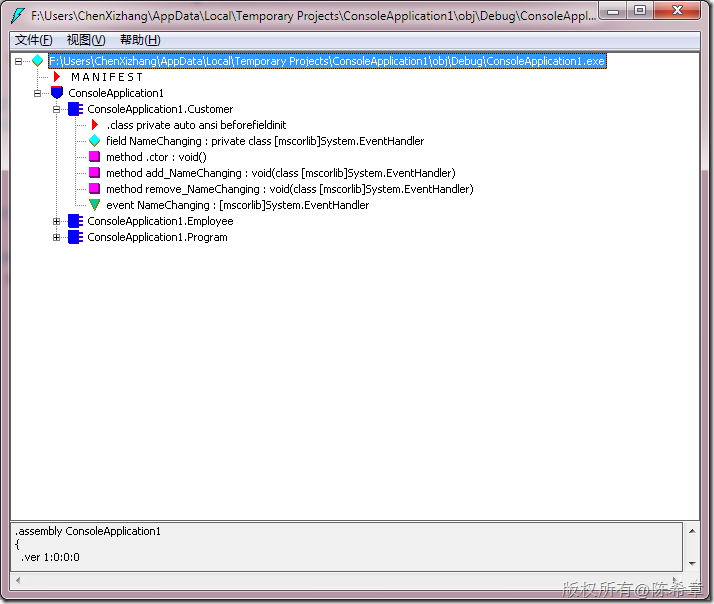 F:\Users\ChenXizhang\AppData\Local\Temporary Projects\ConsoleApplication1\obj\Debug\ConsoleAppl...
文件(F) 视图(V) 帮助(H)
F:\Users\ChenXizhang\AppData\Local\Temporary Projects\ConsoleApplication1\obj\Debug\ConsoleApplication1.exe
M A N I F E S T
ConsoleApplication1
ConsoleApplication1.Customer
.class private auto ansi beforefieldinit
field NameChanging : private class [mscorlib]System.EventHandler
method .ctor : void()
method add_NameChanging : void(class [mscorlib]System.EventHandler)
method remove_NameChanging : void(class [mscorlib]System.EventHandler)
event NameChanging : [mscorlib]System.EventHandler
ConsoleApplication1.Employee
ConsoleApplication1.Program
.assembly ConsoleApplication1
{
.ver 1:0:0:0
版权所有@陈希章